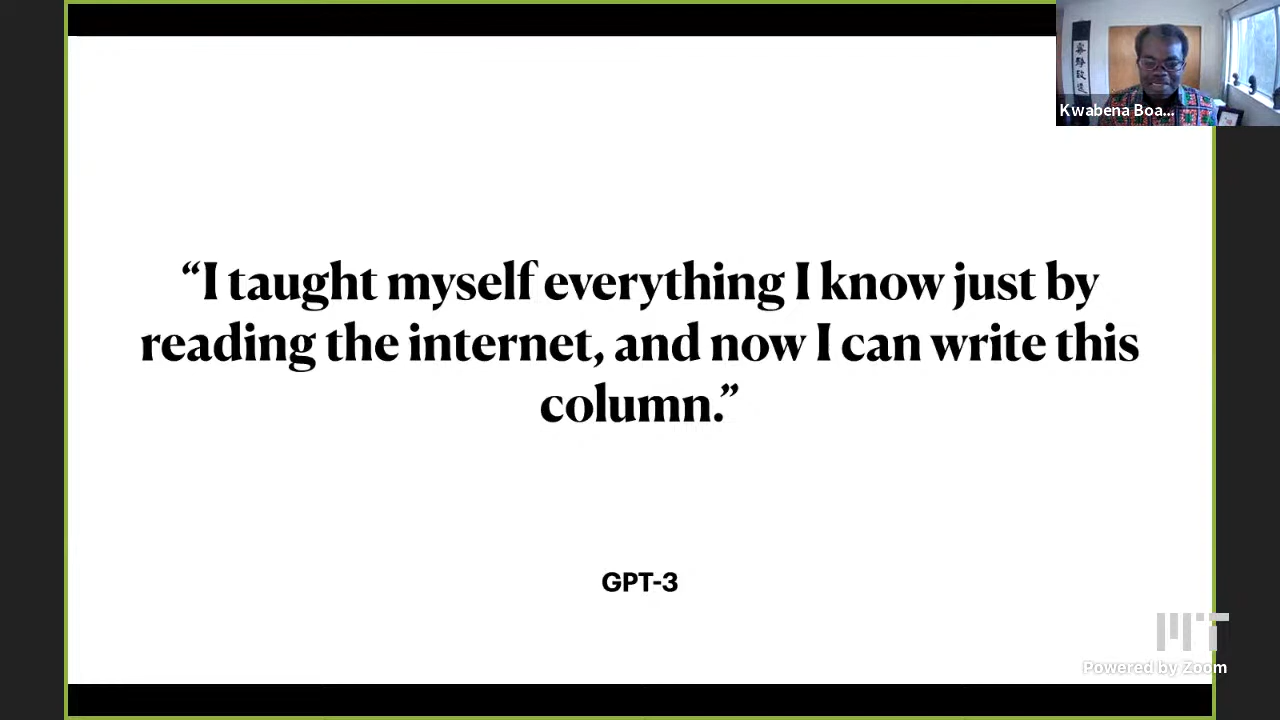 “I taught myself everything I know just by
reading the internet, and now I can write this
column.”
GPT-3
Kwabena Boa...
MIT
Powered by Zoom